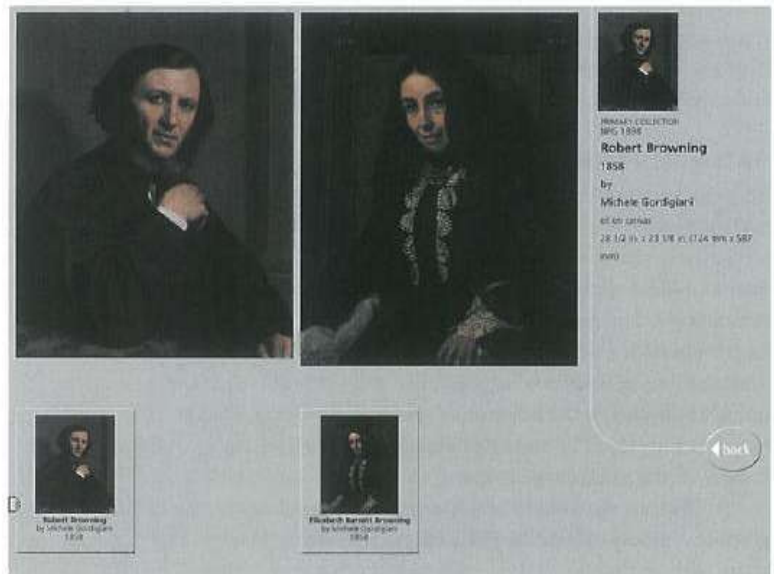 PRIMARY COLLECTION
NPG 1898
Robert Browning
1858
by
Michele Gordigiani
oil on canvas
28 1/2 in. x 23 1/8 in. (724 mm x 587
mm)
back
Robert Browning
by Michele Gordigiani
1858
Elizabeth Barrett Browning
by Michele Gordigiani
1858